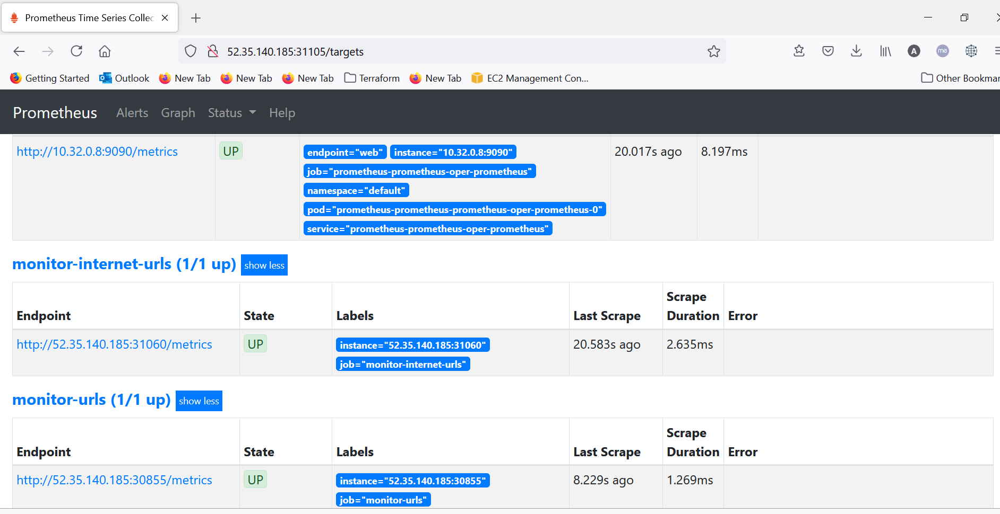 Prometheus Time Series Collec
52.35.140.185:31105/targets
A
me
Getting Started
Outlook
New Tab
New Tab
New Tab
Terraform
New Tab
EC2 Management Con...
Other Bookmar
Prometheus Alerts Graph Status Help
http://10.32.0.8:9090/metrics UP endpoint="web" instance="10.32.0.8:9090" 20.017s ago 8.197ms
job="prometheus-prometheus-oper-prometheus"
namespace="default"
pod="prometheus-prometheus-prometheus-oper-prometheus-0"
service="prometheus-prometheus-oper-prometheus"
monitor-internet-urls (1/1 up) show less
Scrape
Endpoint State Labels Last Scrape Duration Error
http://52.35.140.185:31060/metrics UP instance="52.35.140.185:31060" 20.583s ago 2.635ms
job="monitor-internet-urls"
monitor-urls (1/1 up) show less
Scrape
Endpoint State Labels Last Scrape Duration Error
http://52.35.140.185:30855/metrics UP instance="52.35.140.185:30855" 8.229s ago 1.269ms
job="monitor-urls"